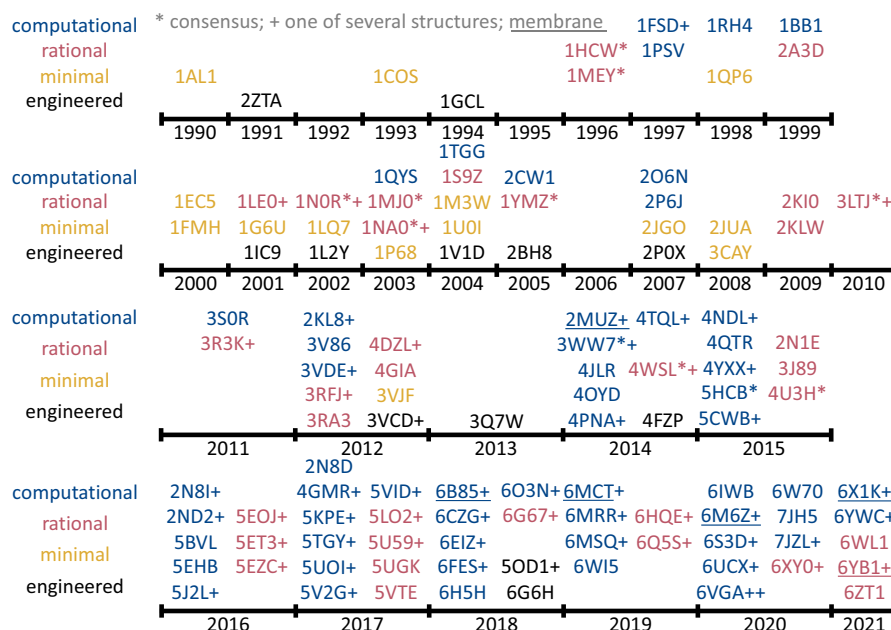 computational * consensus; + one of several structures; membrane 1FSD+ 1RH4 1BB1
rational 1HCW* 1PSV 2A3D
minimal 1AL1 1COS 1MEY* 1QP6
engineered 2ZTA 1GCL
1990 1991 1992 1993 1994 1995 1996 1997 1998 1999
1TGG
computational 1QYS 1S9Z 2CW1 2O6N
rational 1EC5 1LE0+ 1N0R*+ 1MJ0* 1M3W 1YMZ* 2P6J 2KI0 3LTJ*+
minimal 1FMH 1G6U 1LQ7 1NA0*+ 1U0I 2JGO 2JUA 2KLW
engineered 1IC9 1L2Y 1P68 1V1D 2BH8 2P0X 3CAY
2000 2001 2002 2003 2004 2005 2006 2007 2008 2009 2010
computational 3S0R 2KL8+ 2MUZ+ 4TQL+ 4NDL+
rational 3R3K+ 3V86 4DZL+ 3WW7*+ 4QTR 2N1E
minimal 3VDE+ 4GIA 4JLR 4WSL*+ 4YXX+ 3J89
3RFJ+ 3VJF 4OYD 5HCB* 4U3H*
engineered 3RA3 3VCD+ 3Q7W 4PNA+ 4FZP 5CWB+
2011 2012 2013 2014 2015
2N8D
computational 2N8I+ 4GMR+ 5VID+ 6B85+ 6O3N+ 6MCT+ 6IWB 6W70 6X1K+
rational 2ND2+ 5EOJ+ 5KPE+ 5LO2+ 6CZG+ 6G67+ 6MRR+ 6HQE+ 6M6Z+ 7JH5 6YWC+
minimal 5BVL 5ET3+ 5TGY+ 5U59+ 6EIZ+ 6MSQ+ 6Q5S+ 6S3D+ 7JZL+ 6WL1
engineered 5EHB 5EZC+ 5UOI+ 5UGK 6FES+ 5OD1+ 6WI5 6UCX+ 6XY0+ 6YB1+
5J2L+ 5V2G+ 5VTE 6H5H 6G6H 6VGA++ 6ZT1
2016 2017 2018 2019 2020 2021